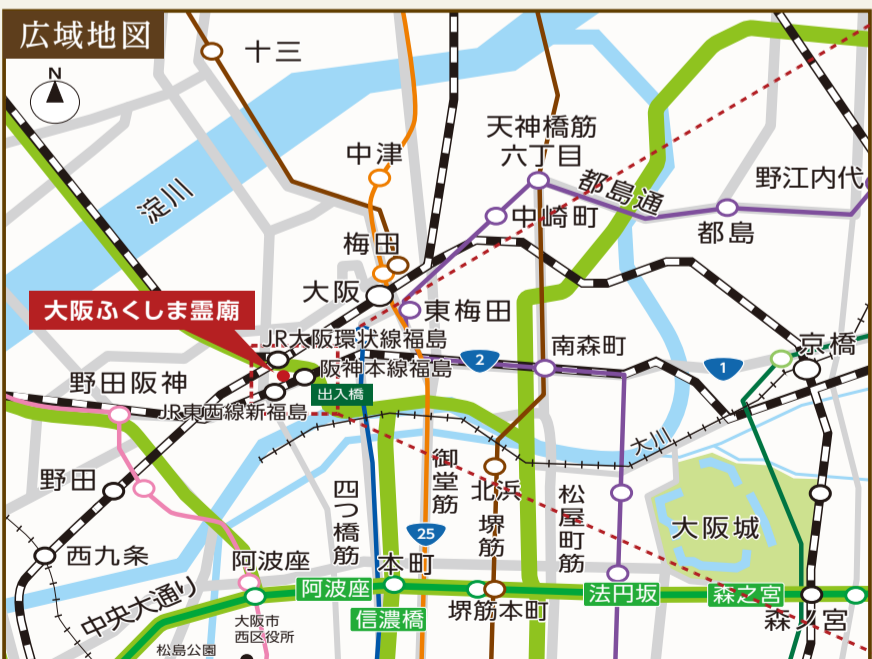 広域地図
N
十三
天神橋筋
六丁目
中津
都島通
野江内代
淀川
中崎町
都島
梅田
大阪
東梅田
大阪ふくしま霊廟
JR大阪環状線福島
南森町
京橋
2
1
阪神本線福島
野田阪神
出入橋
JR東西線新福島
大川
御堂筋
野田
四つ橋筋
北浜
堺筋
松屋町筋
大阪城
25
西九条
阿波座
本町
阿波座
法円坂
森之宮
中央大通り
信濃橋
堺筋本町
森ノ宮
大阪市
西区役所
松島公園